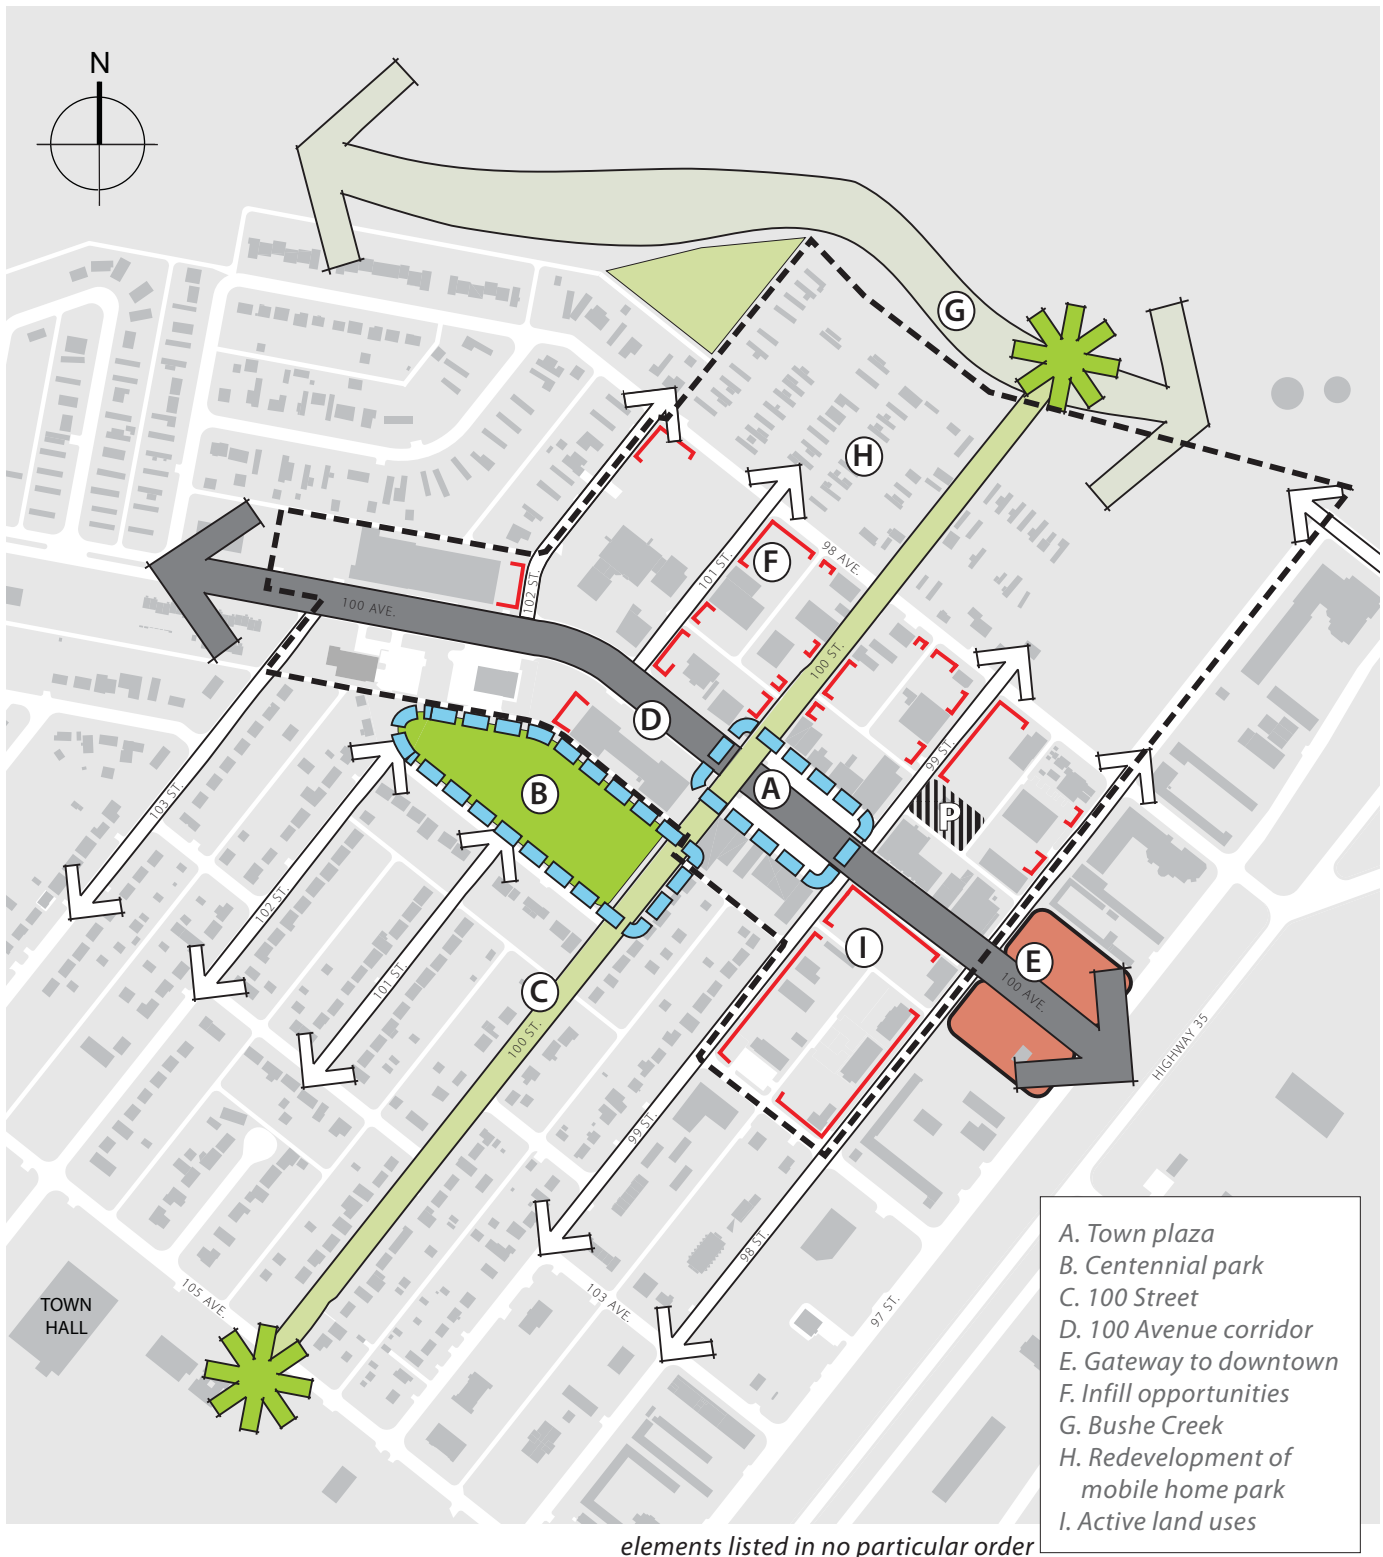 N
G
H
98 AVE.
F
101 ST.
102 ST.
100 AVE.
100 ST.
D
99 ST.
A
B
P
103 ST.
102 ST.
I
E
101 ST.
C
100 AVE.
100 ST.
HIGHWAY 35
99 ST.
98 ST.
105 AVE.
103 AVE.
97 ST.
TOWN
HALL
A. Town plaza
B. Centennial park
C. 100 Street
D. 100 Avenue corridor
E. Gateway to downtown
F. Infill opportunities
G. Bushe Creek
H. Redevelopment of
mobile home park
I. Active land uses
elements listed in no particular order